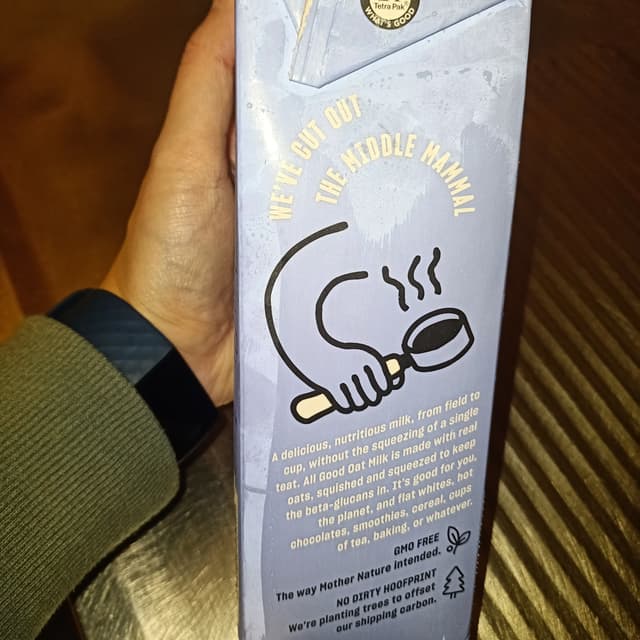 Tetra Pak
WHAT'S GOOD
WE'VE CUT OUT
THE MIDDLE MAMMAL
A delicious, nutritious milk, from field to
cup, without the squeezing of a single
teat. All Good Oat Milk is made with real
oats, squished and squeezed to keep
the beta-glucans in. It's good for you,
the planet, and flat whites, hot
chocolates, smoothies, cereal, cups
of tea, baking, or whatever.
GMO FREE
The way Mother Nature intended.
NO DIRTY HOOFPRINT
We're planting trees to offset
our shipping carbon.